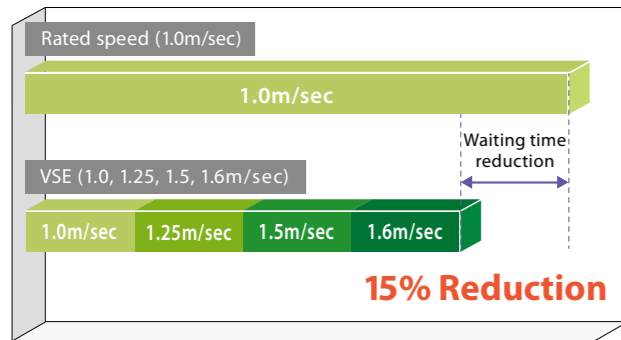 Rated speed (1.0m/sec)
1.0m/sec
Waiting time
reduction
VSE (1.0, 1.25, 1.5, 1.6m/sec)
1.0m/sec 1.25m/sec 1.5m/sec 1.6m/sec
15% Reduction